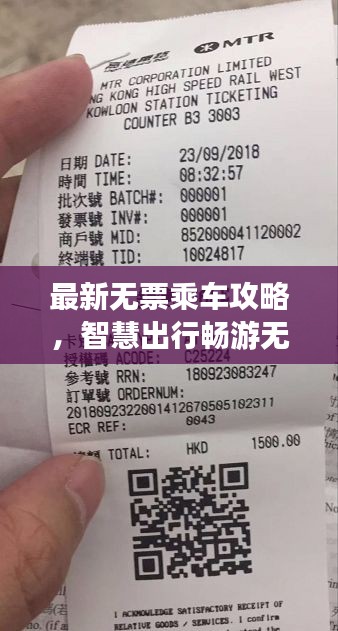 MTR
MTR CORPORATION LIMITED
NG KONG HIGH SPEED RAIL WEST
KOWLOON STATION TICKETING
COUNTER B3 3003
日期 DATE: 23/09/2018
時間 TIME: 08:32:57
批次號 BATCH#: 000001
發票號 INV#: 000001
商戶號 MID: 852000041120002
終端號 TID: 10024817
最新无票乘车攻略
，智慧出行畅游无
授權碼 ACODE: C25224
參考號 RRN: 180923083247
訂單號 ORDERNUM:
2018092322001412670505102311
ECR REF: 0043
TOTAL: HKD 1500.00
I ACKNOWLEDGE SATISFACTORY RECEIPT OF
RELATIVE GOODS / SERVICES. I confirm